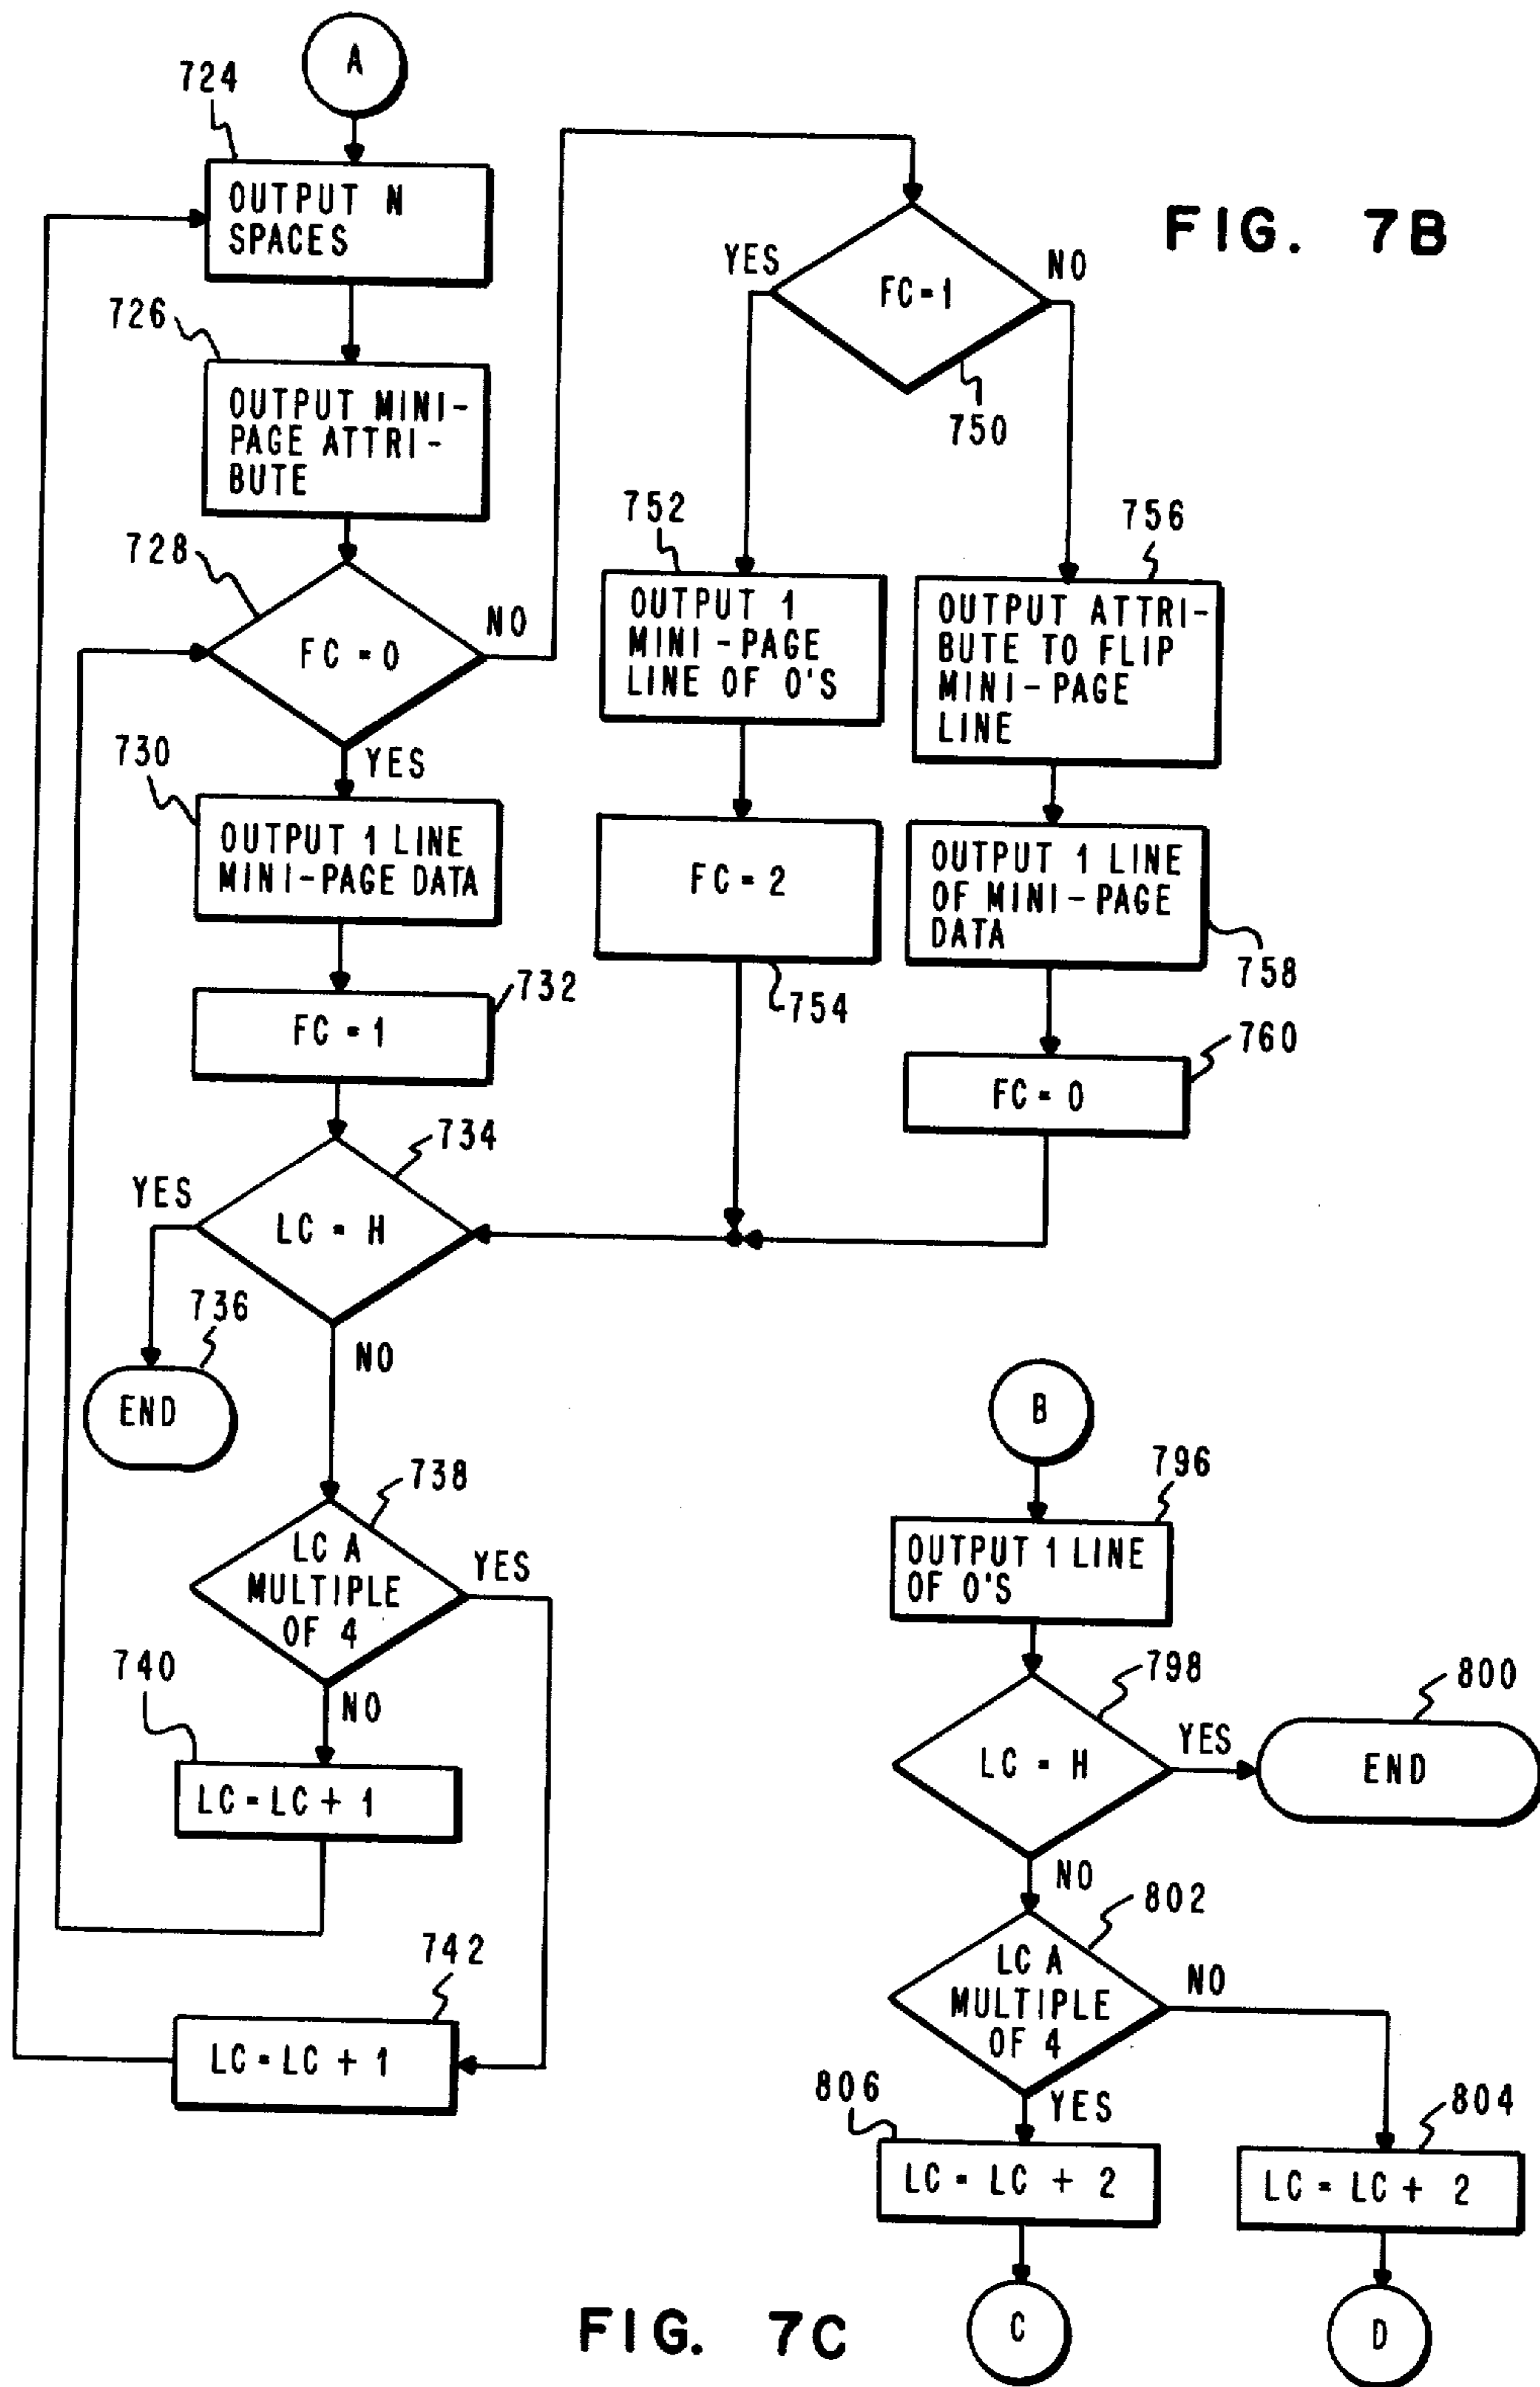 A
724
OUTPUT N
SPACES
726
OUTPUT MINI-
PAGE ATTRI-
BUTE
728
FC = 0
NO
YES
730
OUTPUT 1 LINE
MINI-PAGE DATA
732
FC = 1
734
YES
LC = H
736
END
NO
738
LC A
MULTIPLE
OF 4
YES
740
NO
LC = LC + 1
742
LC = LC + 1
FIG. 7B
YES
NO
FC = 1
750
752
OUTPUT 1
MINI-PAGE
LINE OF 0'S
FC = 2
754
756
OUTPUT ATTRI-
BUTE TO FLIP
MINI-PAGE
LINE
OUTPUT 1 LINE
OF MINI-PAGE
DATA
758
760
FC = 0
B
796
OUTPUT 1 LINE
OF 0'S
798
LC = H
YES
800
END
NO
802
LC A
MULTIPLE
OF 4
NO
806
YES
804
LC = LC + 2
LC = LC + 2
C
D
FIG. 7C